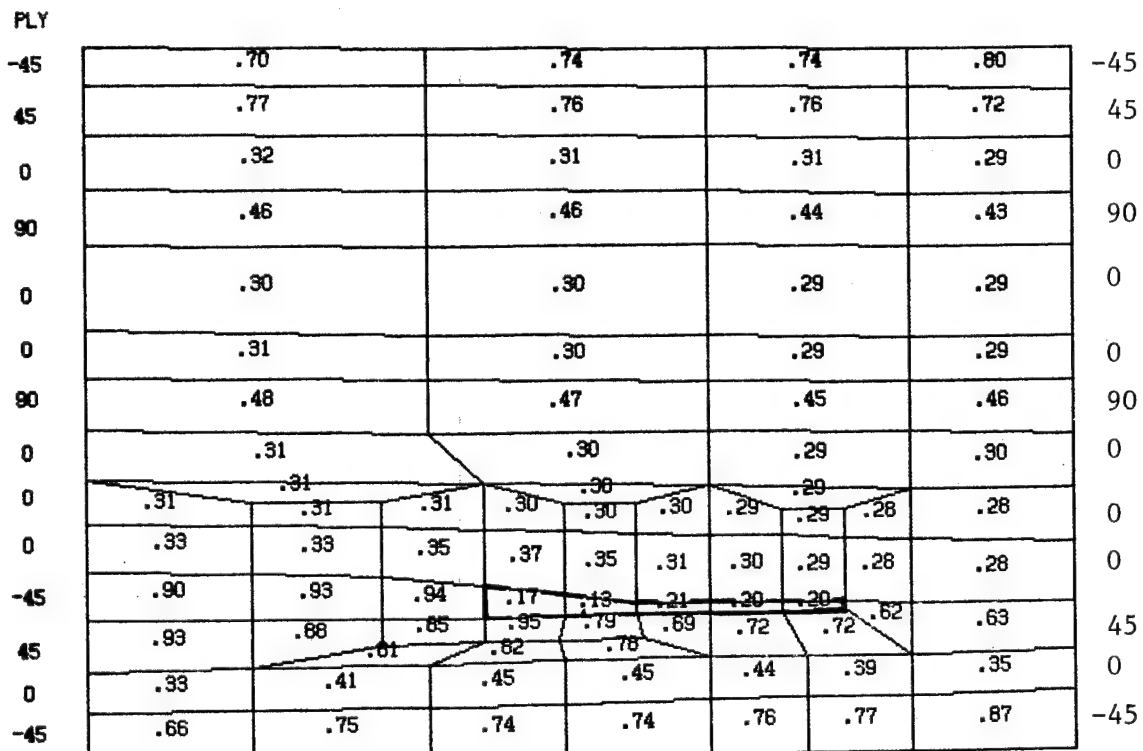 PLY
-45 .70 .74 .74 .80 -45
45 .77 .76 .76 .72 45
0 .32 .31 .31 .29 0
90 .46 .46 .44 .43 90
0 .30 .30 .29 .29 0
0 .31 .30 .29 .29 0
90 .48 .47 .45 .46 90
0 .31 .30 .29 .30 0
.31 .30 .29
0 .31 .31 .31 .30 .30 .30 .29 .29 .28 .28 0
0 .33 .33 .35 .37 .35 .31 .30 .29 .28 .28 0
-45 .90 .93 .94 .17 .13 .21 .20 .20 .62 .63 45
45 .93 .88 .85 .95 .79 .69 .72 .72
.81 .82 .78
0 .33 .41 .45 .45 .44 .39 .35 0
-45 .66 .75 .74 .74 .76 .77 .87 -45